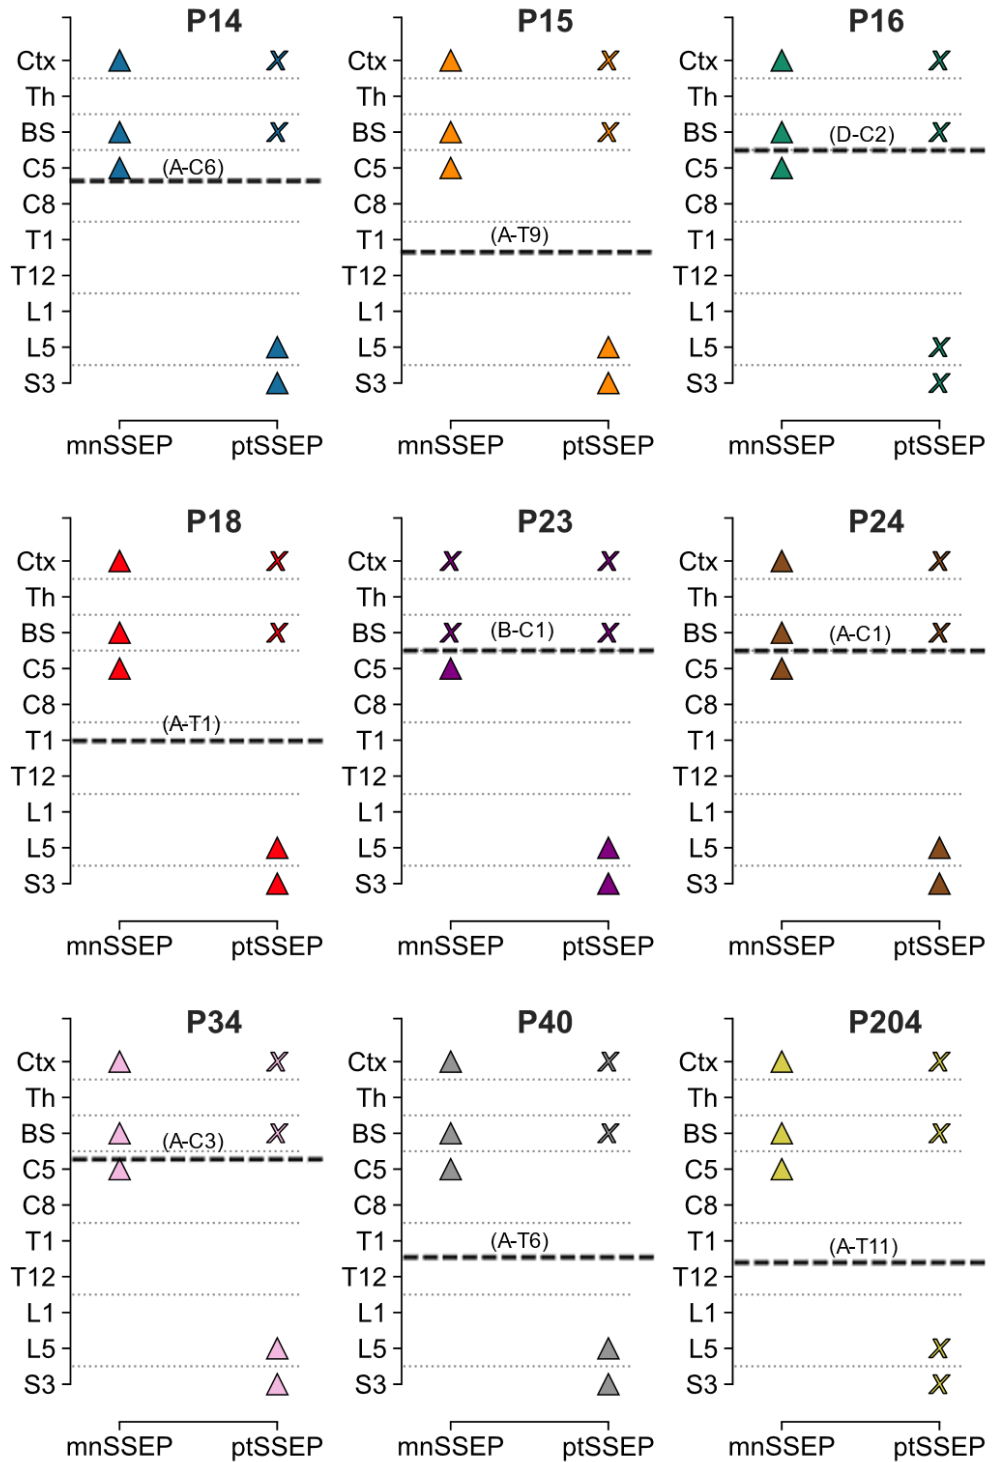 P14
Ctx
Th
BS
C5
(A-C6)
C8
T1
T12
L1
L5
S3
mnSSEP ptSSEP
P15
Ctx
Th
BS
C5
C8
T1
(A-T9)
T12
L1
L5
S3
mnSSEP ptSSEP
P16
Ctx
Th
BS
(D-C2)
C5
C8
T1
T12
L1
L5
S3
mnSSEP ptSSEP
P18
Ctx
Th
BS
C5
C8
(A-T1)
T1
T12
L1
L5
S3
mnSSEP ptSSEP
P23
Ctx
Th
BS
(B-C1)
C5
C8
T1
T12
L1
L5
S3
mnSSEP ptSSEP
P24
Ctx
Th
BS
(A-C1)
C5
C8
T1
T12
L1
L5
S3
mnSSEP ptSSEP
P34
Ctx
Th
BS
(A-C3)
C5
C8
T1
T12
L1
L5
S3
mnSSEP ptSSEP
P40
Ctx
Th
BS
C5
C8
T1
(A-T6)
T12
L1
L5
S3
mnSSEP ptSSEP
P204
Ctx
Th
BS
C5
C8
T1
(A-T11)
T12
L1
L5
S3
mnSSEP ptSSEP